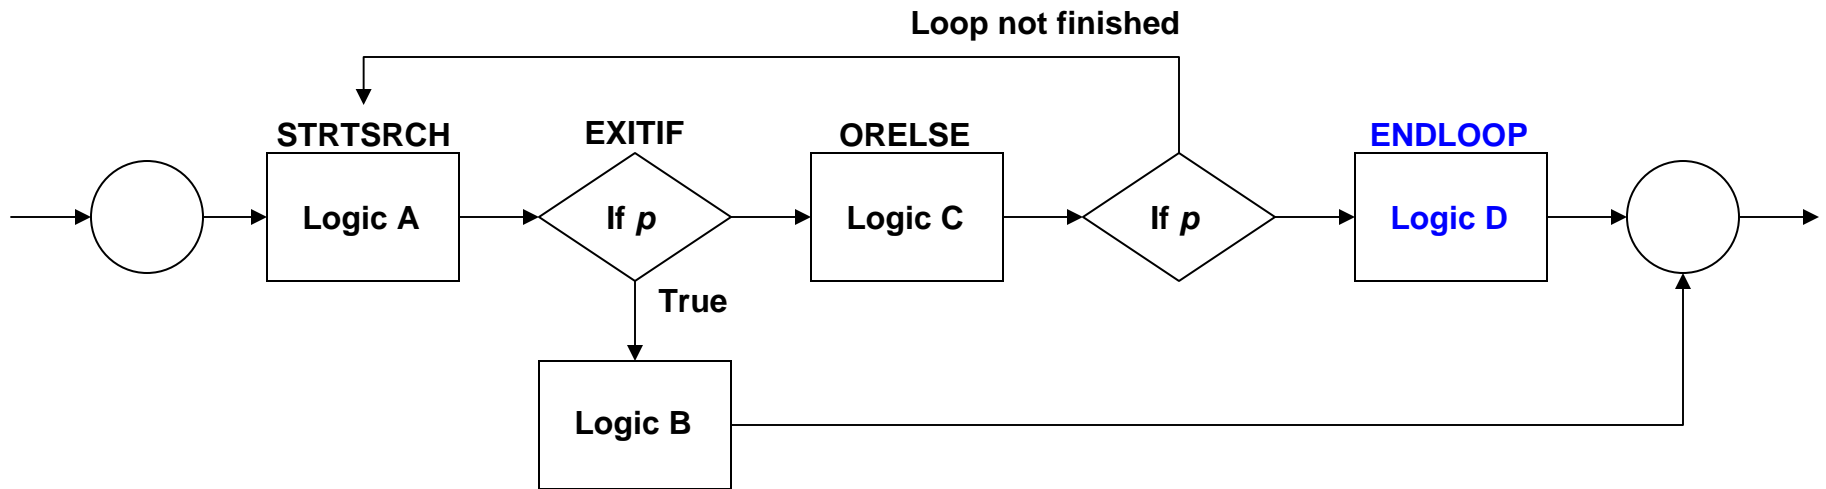 Loop not finished
STRTSRCH
EXITIF
ORELSE
ENDLOOP
Logic A
If p
Logic C
If p
Logic D
True
Logic B